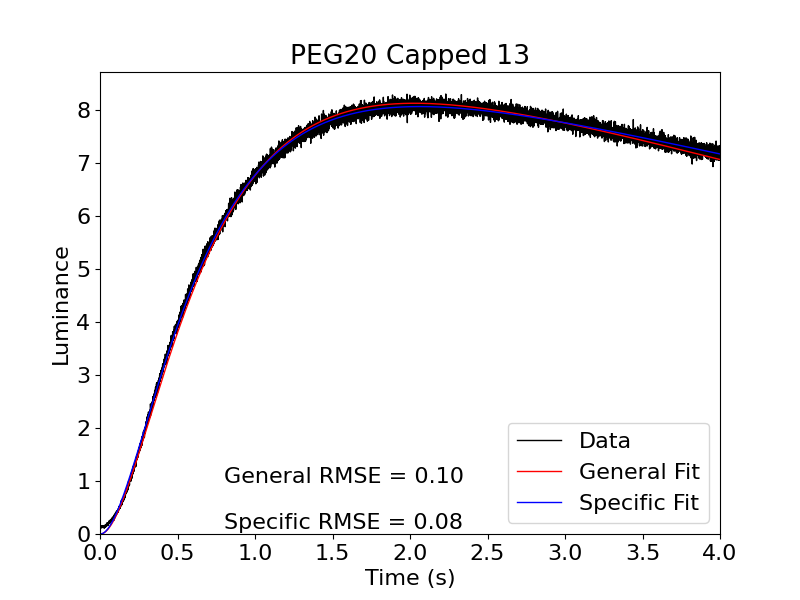 PEG20 Capped 13
Luminance
8
7
6
5
4
3
2
1
0
General RMSE = 0.10
Specific RMSE = 0.08
Data
General Fit
Specific Fit
0.0 0.5 1.0 1.5 2.0 2.5 3.0 3.5 4.0
Time (s)